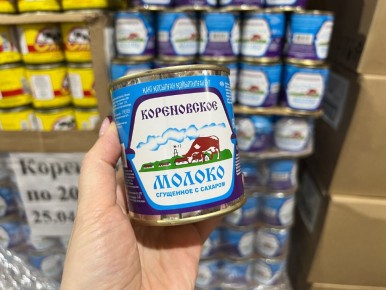 КОРЕНОВСКОЕ
МОЛОКО
СГУЩЕННОЕ С САХАРОМ
Корен
по 20
25.04